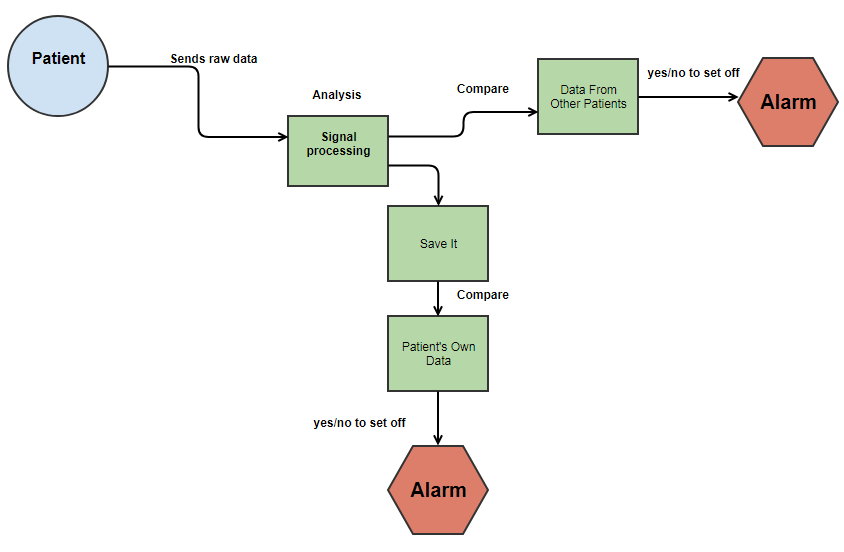 Patient
Sends raw data
Analysis
Signal
processing
Compare
Data From
Other Patients
yes/no to set off
Alarm
Save It
Compare
Patient's Own
Data
yes/no to set off
Alarm